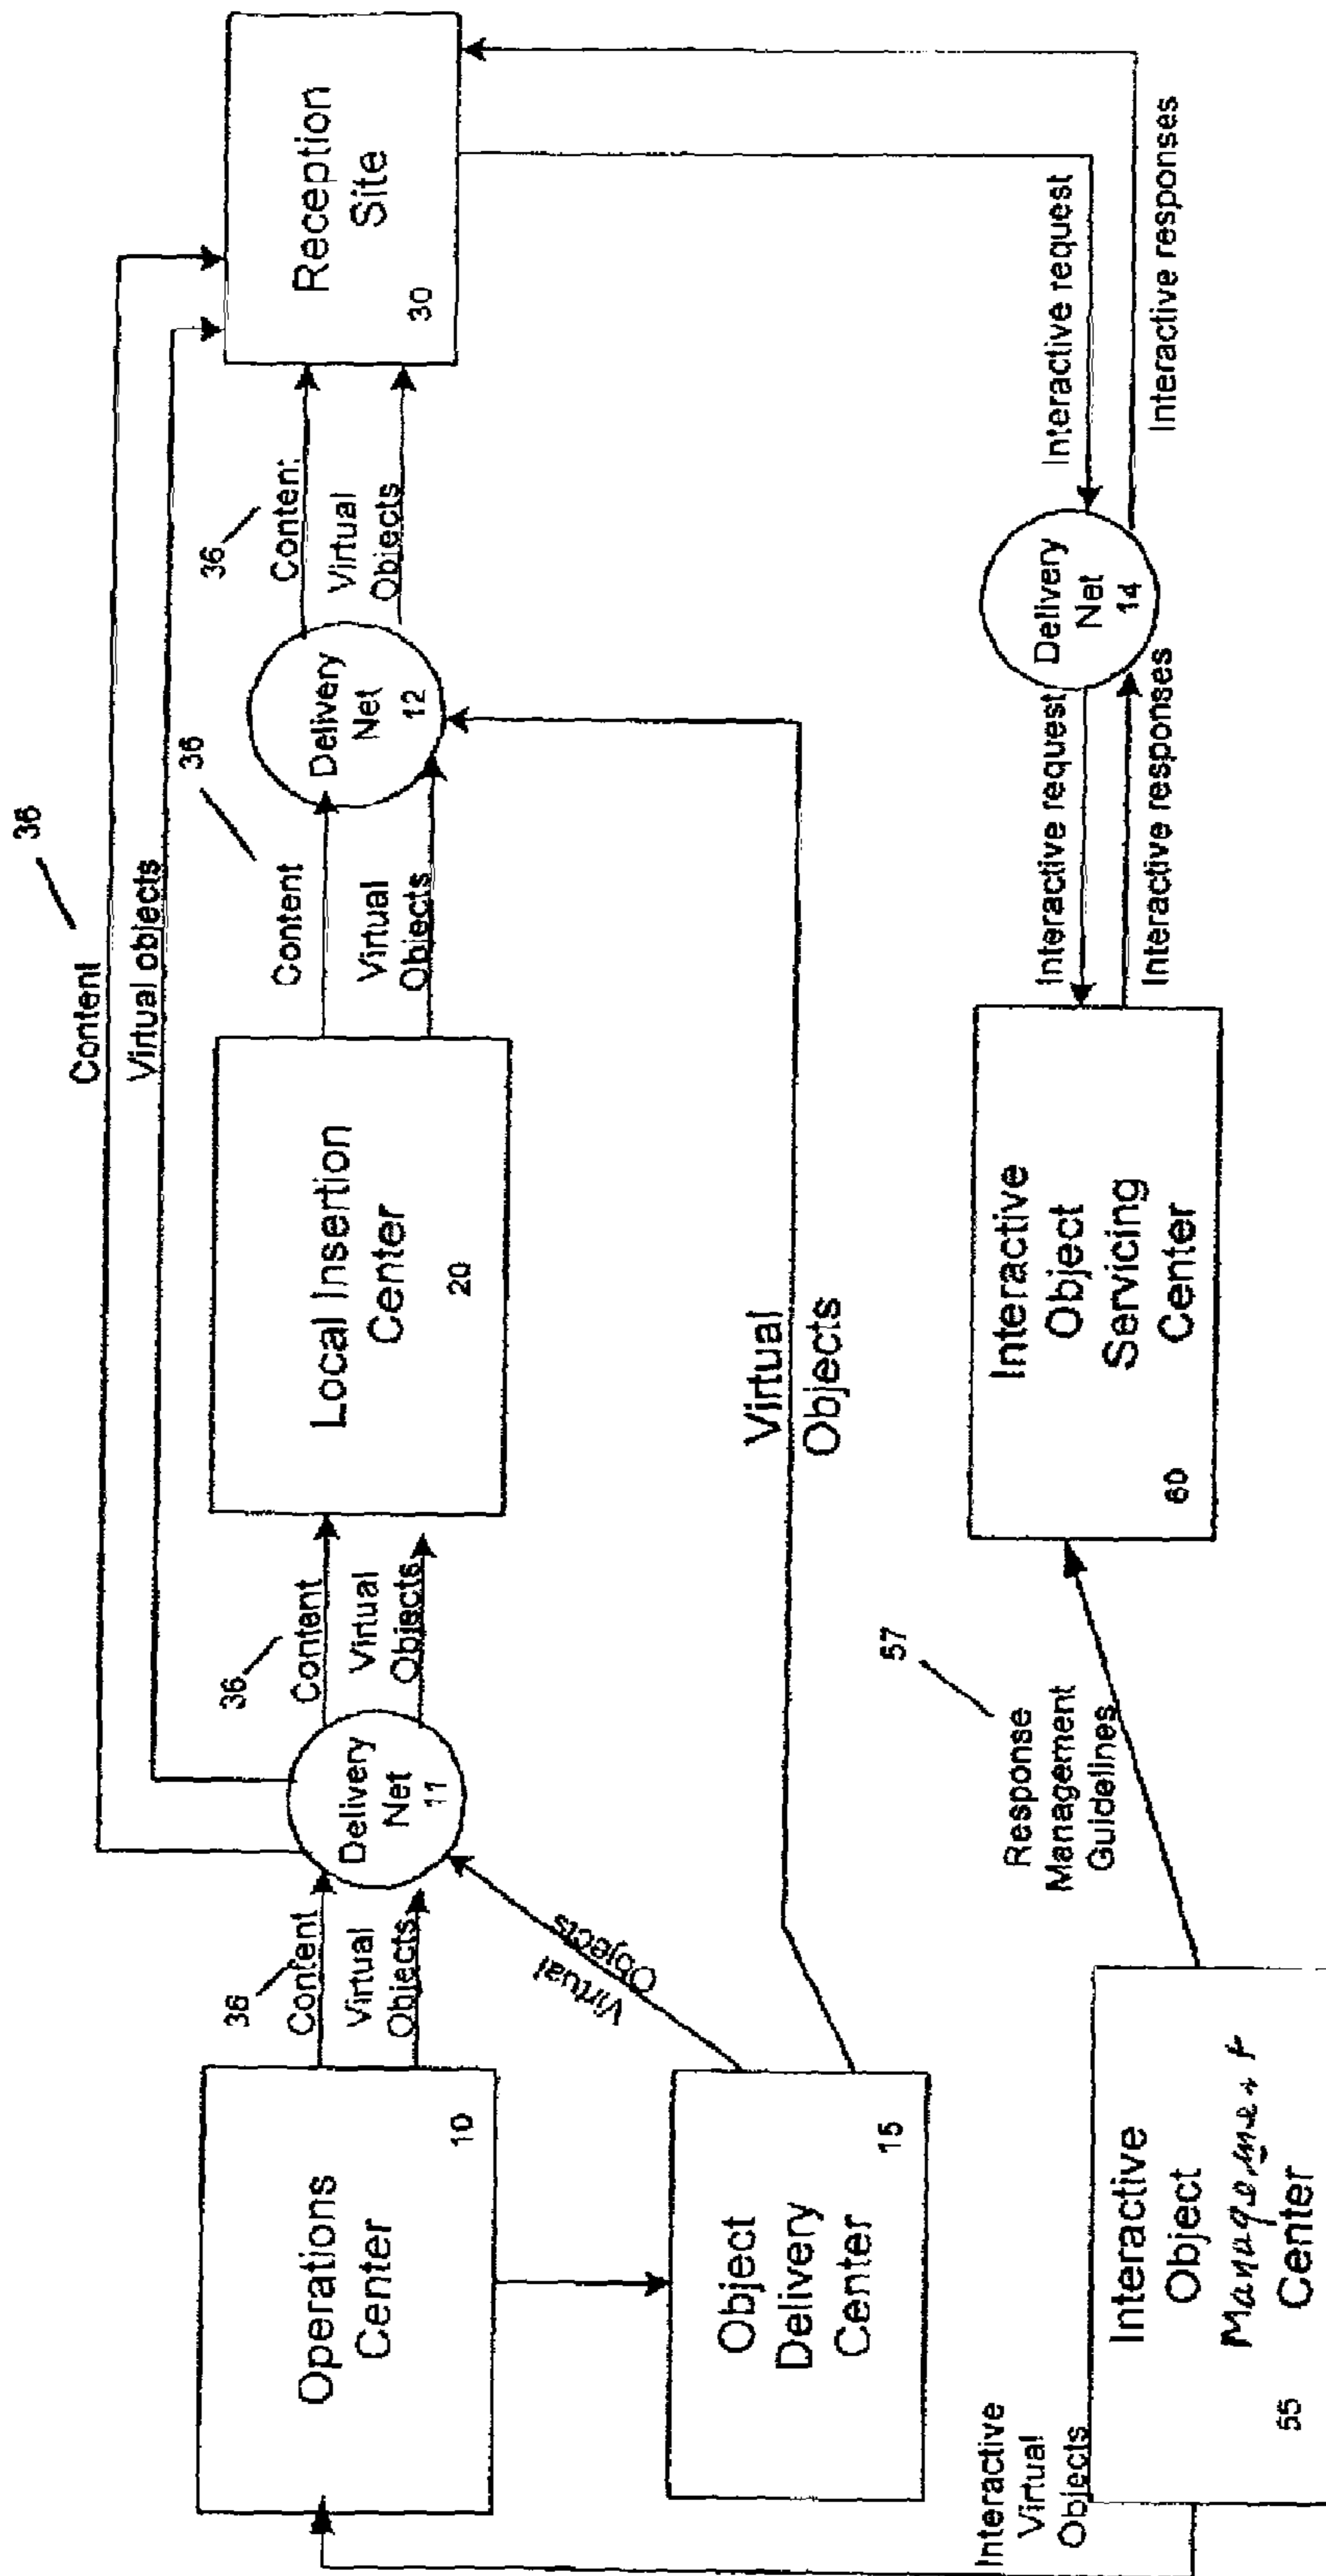 36
Content
Virtual objects
Operations
Center
10
36
Content
Virtual
Objects
Delivery
Net
11
36
Content
Virtual
Objects
Local Insertion
Center
20
36
Content
Virtual
Objects
Delivery
Net
12
36
Content
Virtual
Objects
Reception
Site
30
Virtual
Objects
Object
Delivery
Center
15
Virtual
Objects
Interactive
Virtual
Objects
Interactive
Object
Management
Center
55
57
Response
Management
Guidelines
Interactive
Object
Servicing
Center
60
Interactive request
Interactive responses
Delivery
Net
14
Interactive request
Interactive responses